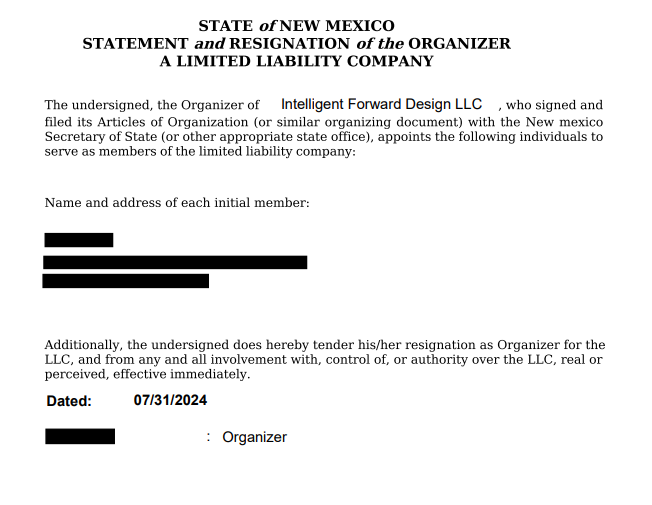 STATE of NEW MEXICO
STATEMENT and RESIGNATION of the ORGANIZER
A LIMITED LIABILITY COMPANY
The undersigned, the Organizer of Intelligent Forward Design LLC , who signed and
filed its Articles of Organization (or similar organizing document) with the New mexico
Secretary of State (or other appropriate state office), appoints the following individuals to
serve as members of the limited liability company:
Name and address of each initial member:
Additionally, the undersigned does hereby tender his/her resignation as Organizer for the
LLC, and from any and all involvement with, control of, or authority over the LLC, real or
perceived, effective immediately.
Dated: 07/31/2024
: Organizer